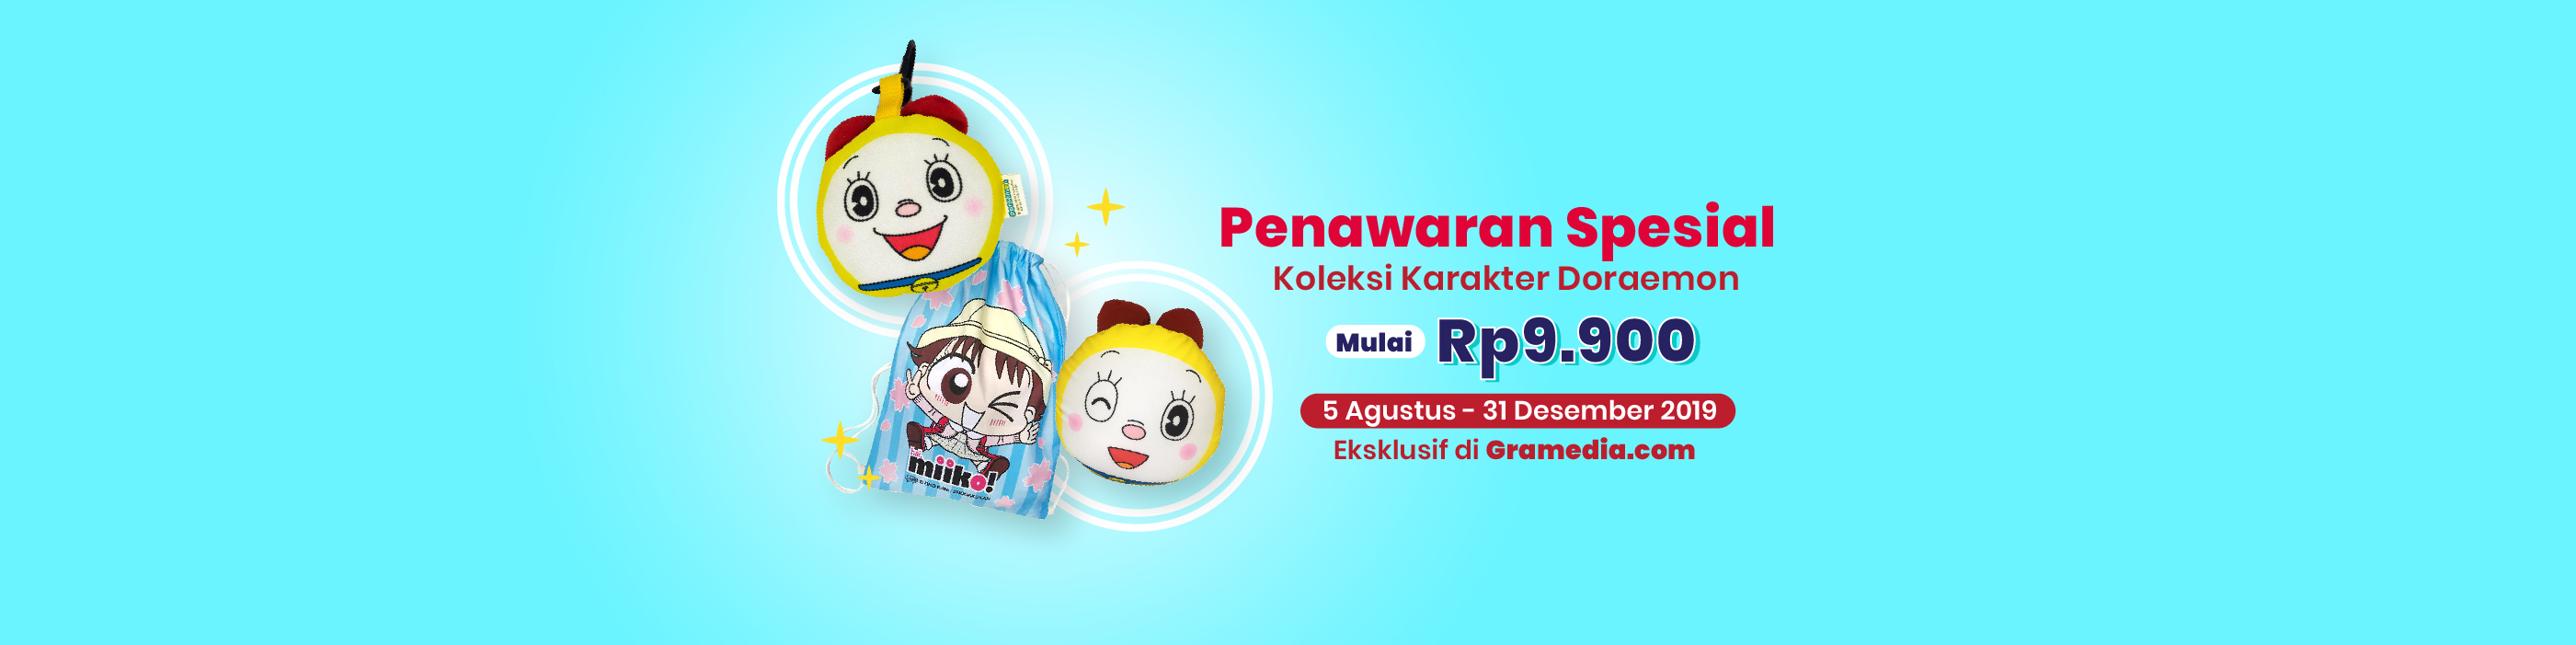 Penawaran Spesial
Koleksi Karakter Doraemon
Mulai Rp9.900
5 Agustus - 31 Desember 2019
Eksklusif di Gramedia.com
miiko!